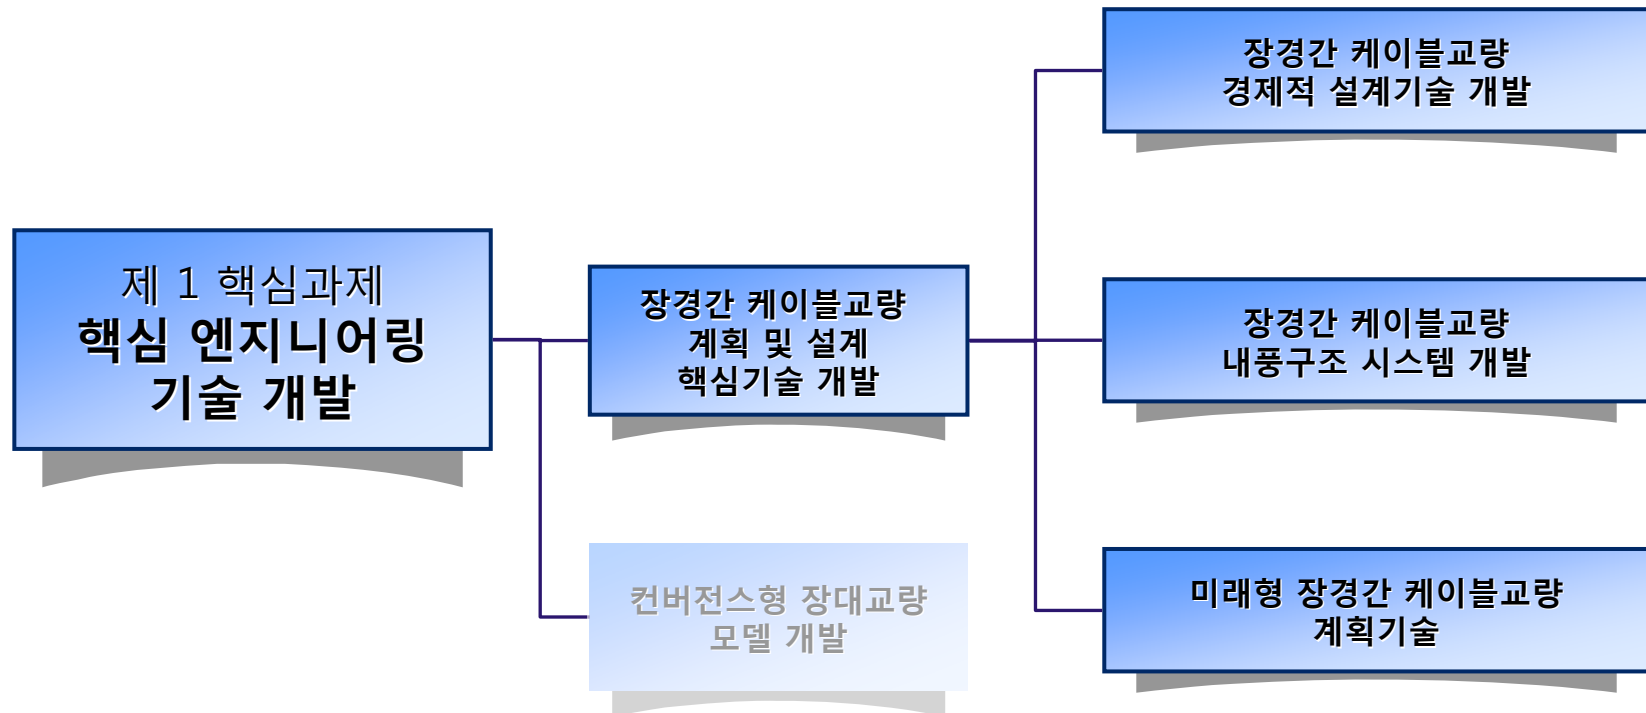 제 1 핵심과제
핵심 엔지니어링
기술 개발
장경간 케이블교량
계획 및 설계
핵심기술 개발
컨버전스형 장대교량
모델 개발
장경간 케이블교량
경제적 설계기술 개발
장경간 케이블교량
내풍구조 시스템 개발
미래형 장경간 케이블교량
계획기술